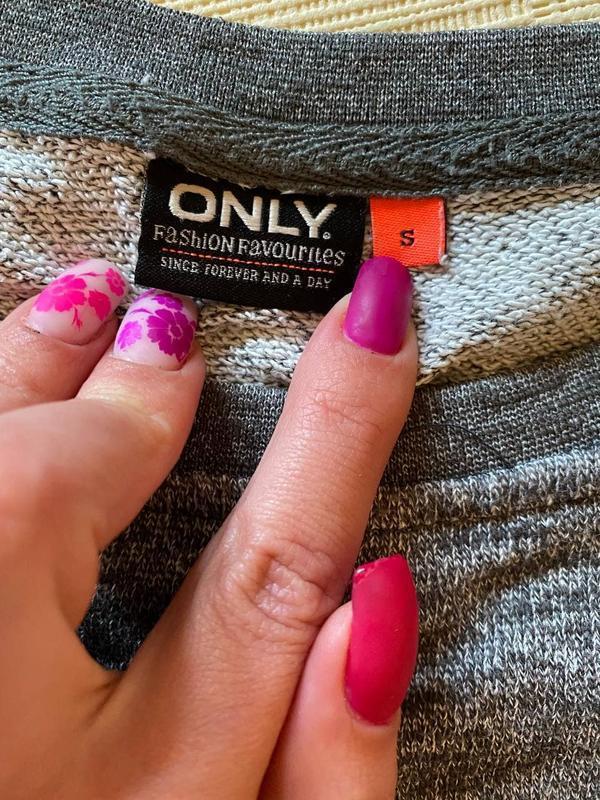 ONLY®
FaShiON FavOURiteS
SINCE FOREVER AND A DAY
S